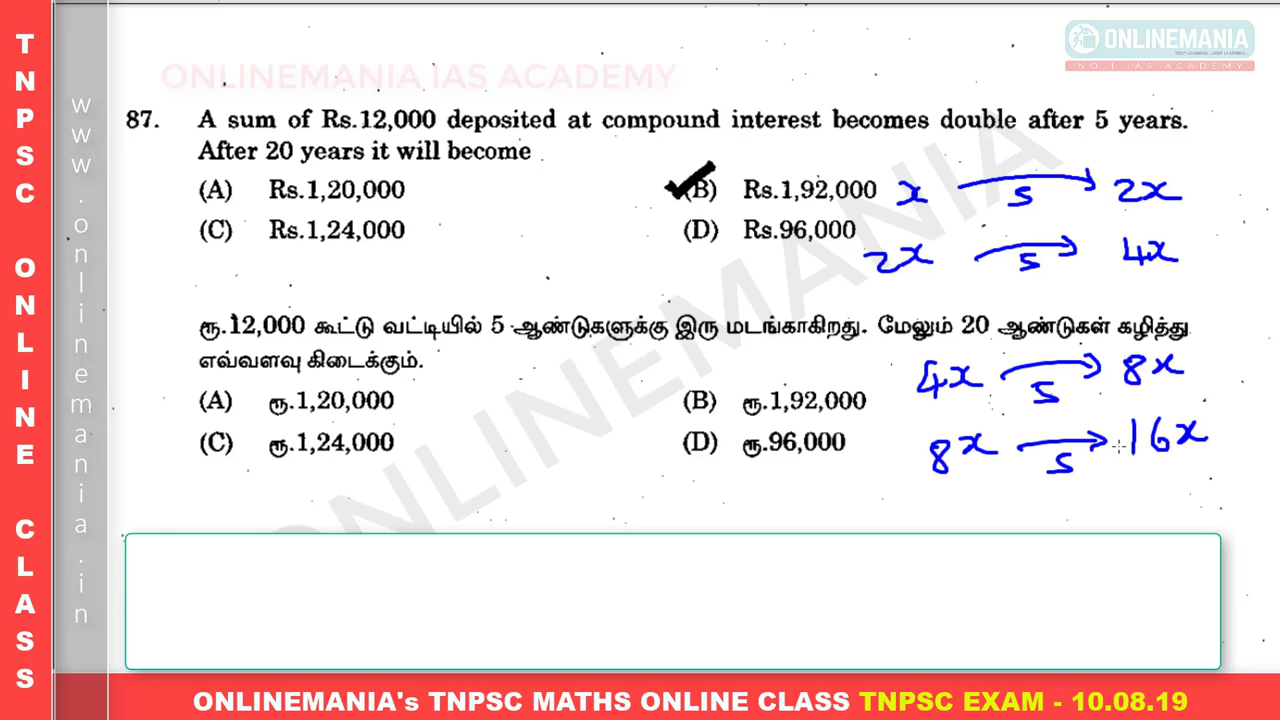 TNPSC ONLINE CLASS
www.onlinemania.in
ONLINEMANIA
KEEP LEARNING...KEEP LEARNING...
NO.1 IAS ACADEMY
ONLINEMANIA IAS ACADEMY
87. A sum of Rs.12,000 deposited at compound interest becomes double after 5 years.
After 20 years it will become
(A) Rs.1,20,000 (B) Rs.1,92,000
(C) Rs.1,24,000 (D) Rs.96,000
x 5 2x
2x 5 4x
ரூ.12,000 கூட்டு வட்டியில் 5 ஆண்டுகளுக்கு இரு மடங்காகிறது. மேலும் 20 ஆண்டுகள் கழித்து
எவ்வளவு கிடைக்கும்.
(A) ரூ.1,20,000 (B) ரூ.1,92,000
(C) ரூ.1,24,000 (D) ரூ.96,000
4x 5 8x
8x 5 16x
ONLINEMANIA
ONLINEMANIA's TNPSC MATHS ONLINE CLASS TNPSC EXAM - 10.08.19